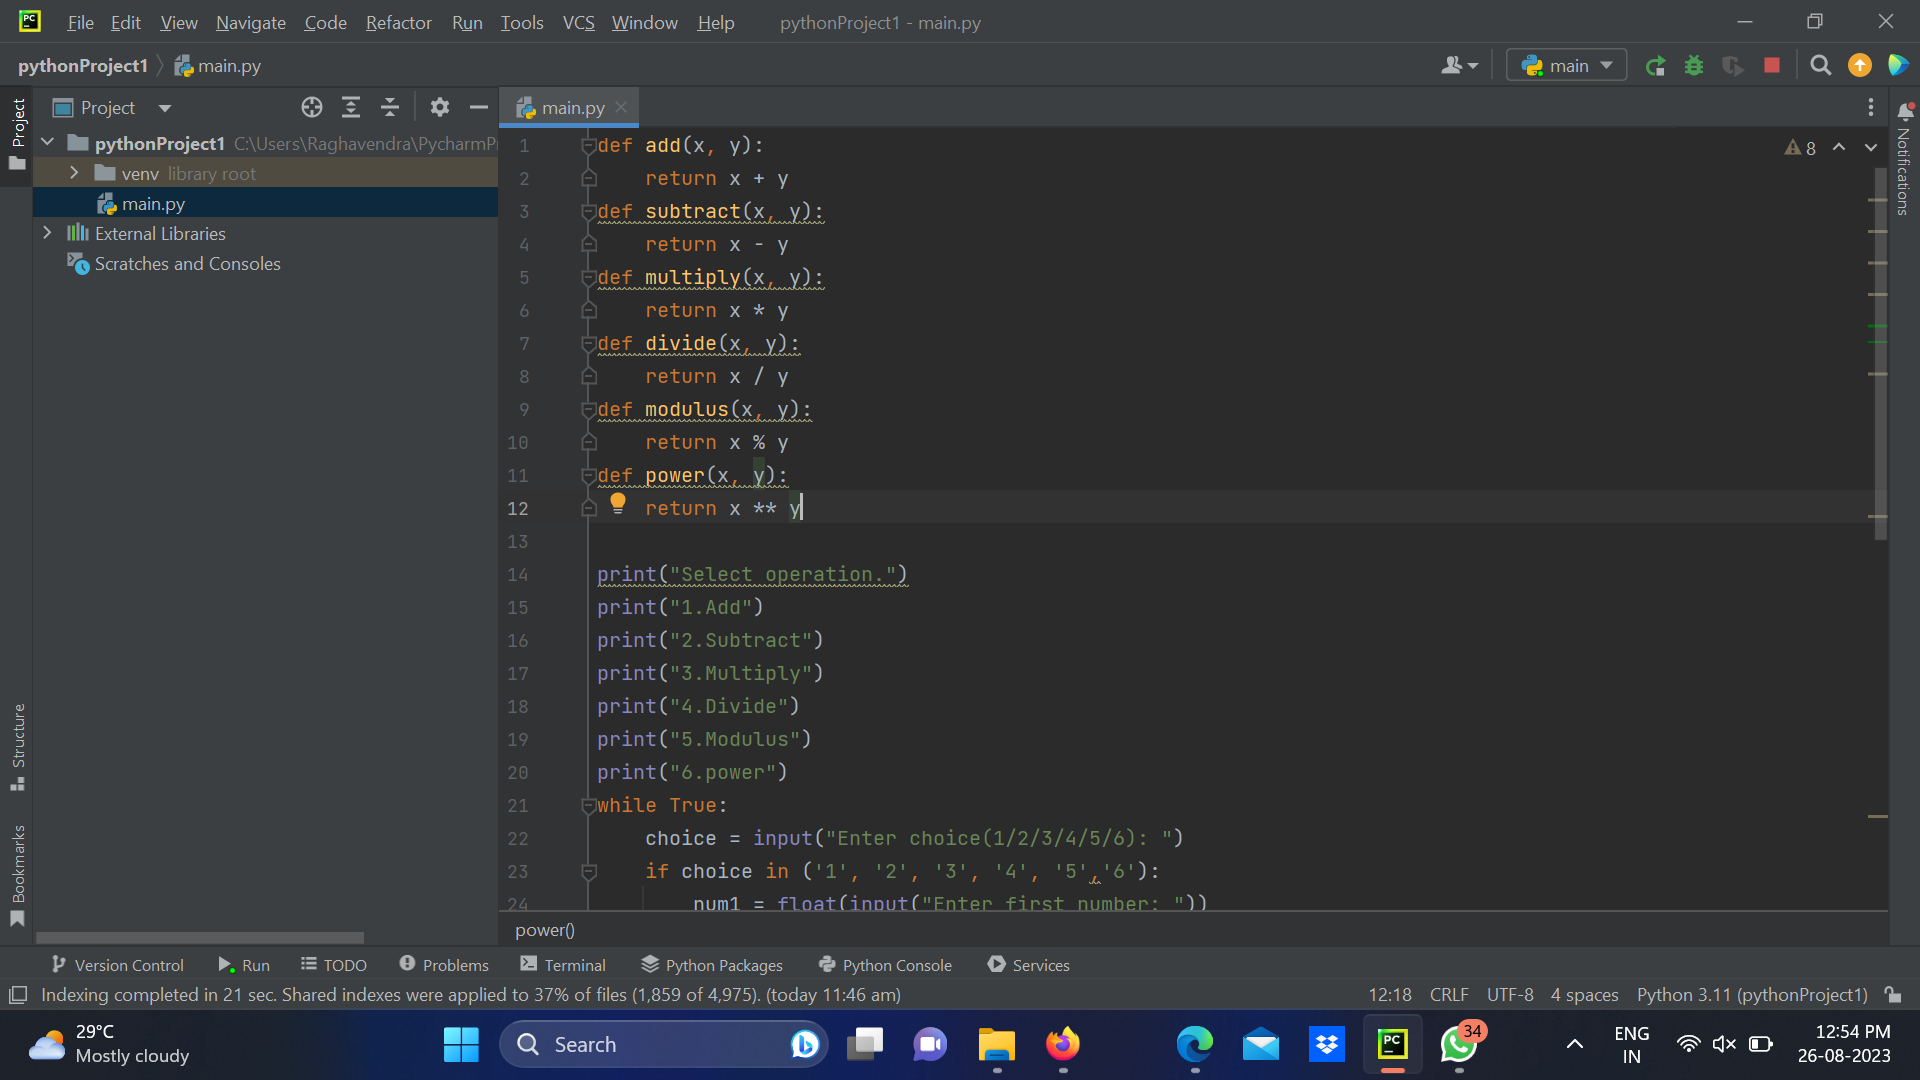 PC File Edit View Navigate Code Refactor Run Tools VCS Window Help pythonProject1 - main.py
pythonProject1 main.py
main
Project
Project
main.py
pythonProject1 C:\Users\Raghavendra\PycharmPr
venv library root
main.py
External Libraries
Scratches and Consoles
Structure
Bookmarks
1 def add(x, y):
2     return x + y
3 def subtract(x, y):
4     return x - y
5 def multiply(x, y):
6     return x * y
7 def divide(x, y):
8     return x / y
9 def modulus(x, y):
10     return x % y
11 def power(x, y):
12     return x ** y
13
14 print("Select operation.")
15 print("1.Add")
16 print("2.Subtract")
17 print("3.Multiply")
18 print("4.Divide")
19 print("5.Modulus")
20 print("6.power")
21 while True:
22     choice = input("Enter choice(1/2/3/4/5/6): ")
23     if choice in ('1', '2', '3', '4', '5','6'):
24         num1 = float(input("Enter first number: "))
8
Notifications
power()
Version Control Run TODO Problems Terminal Python Packages Python Console Services
Indexing completed in 21 sec. Shared indexes were applied to 37% of files (1,859 of 4,975). (today 11:46 am) 12:18 CRLF UTF-8 4 spaces Python 3.11 (pythonProject1)
29°C
Mostly cloudy
Search
PC
34
ENG
IN
12:54 PM
26-08-2023